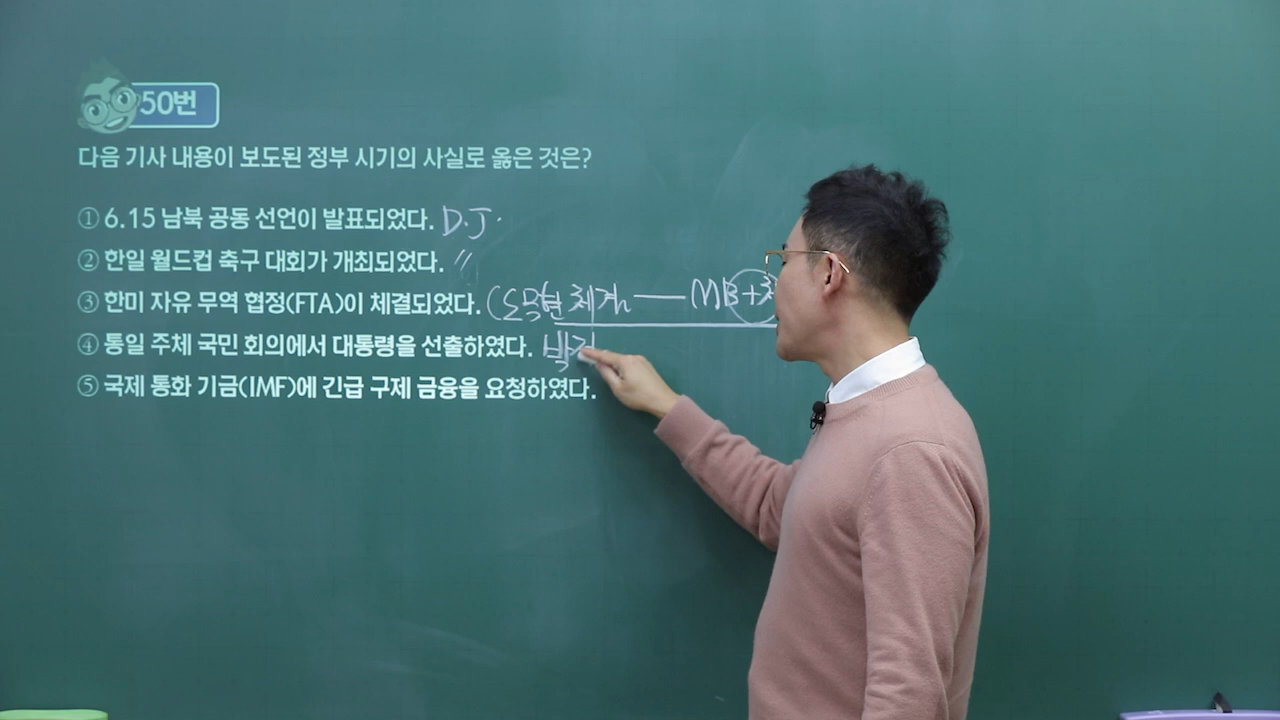 50번
다음 기사 내용이 보도된 정부 시기의 사실로 옳은 것은?
① 6.15 남북 공동 선언이 발표되었다. D.J.
② 한일 월드컵 축구 대회가 개최되었다. 〃
③ 한미 자유 무역 협정(FTA)이 체결되었다. (노무현 체결 — MB +
④ 통일 주체 국민 회의에서 대통령을 선출하였다. 박정
⑤ 국제 통화 기금(IMF)에 긴급 구제 금융을 요청하였다.